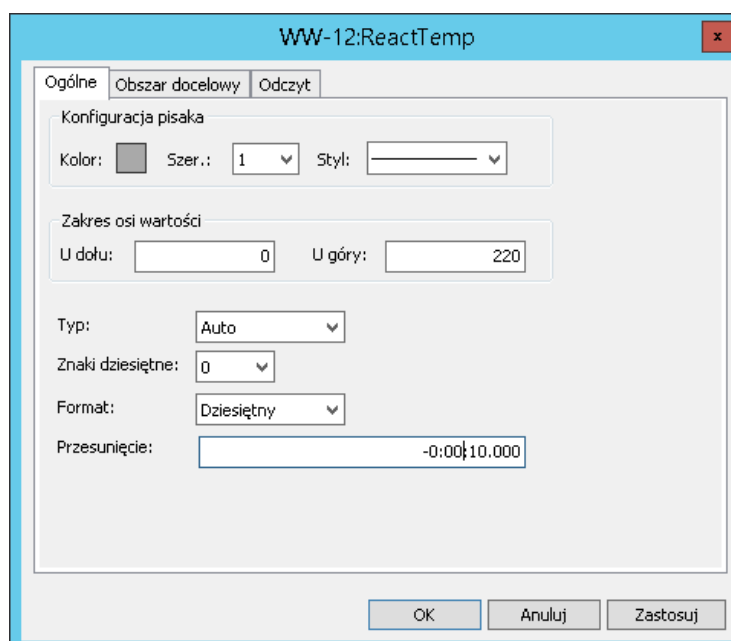 WW-12:ReactTemp
x
Ogólne Obszar docelowy Odczyt
Konfiguracja pisaka
Kolor: Szer.: 1 Styl:
Zakres osi wartości
U dołu: 0 U góry: 220
Typ: Auto
Znaki dziesiętne: 0
Format: Dziesiętny
Przesunięcie: -0:00:10.000
OK Anuluj Zastosuj